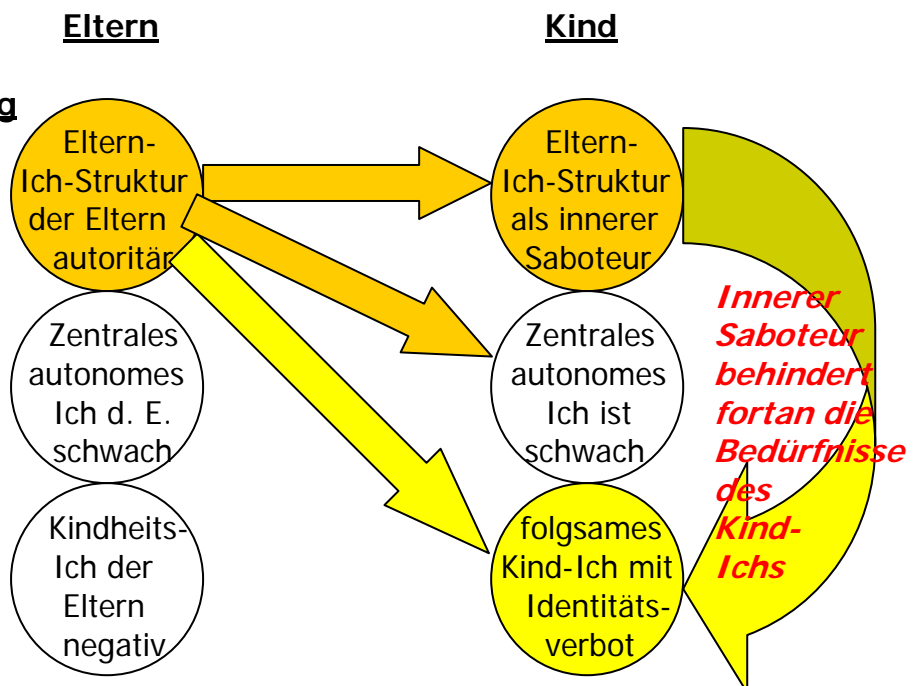 Eltern
Kind
g
Eltern-
Ich-Struktur
der Eltern
autoritär
Eltern-
Ich-Struktur
als innerer
Saboteur
Zentrales
autonomes
Ich d. E.
schwach
Zentrales
autonomes
Ich ist
schwach
Kindheits-
Ich der
Eltern
negativ
folgsames
Kind-Ich mit
Identitäts-
verbot
Innerer
Saboteur
behindert
fortan die
Bedürfnisse
des
Kind-
Ichs